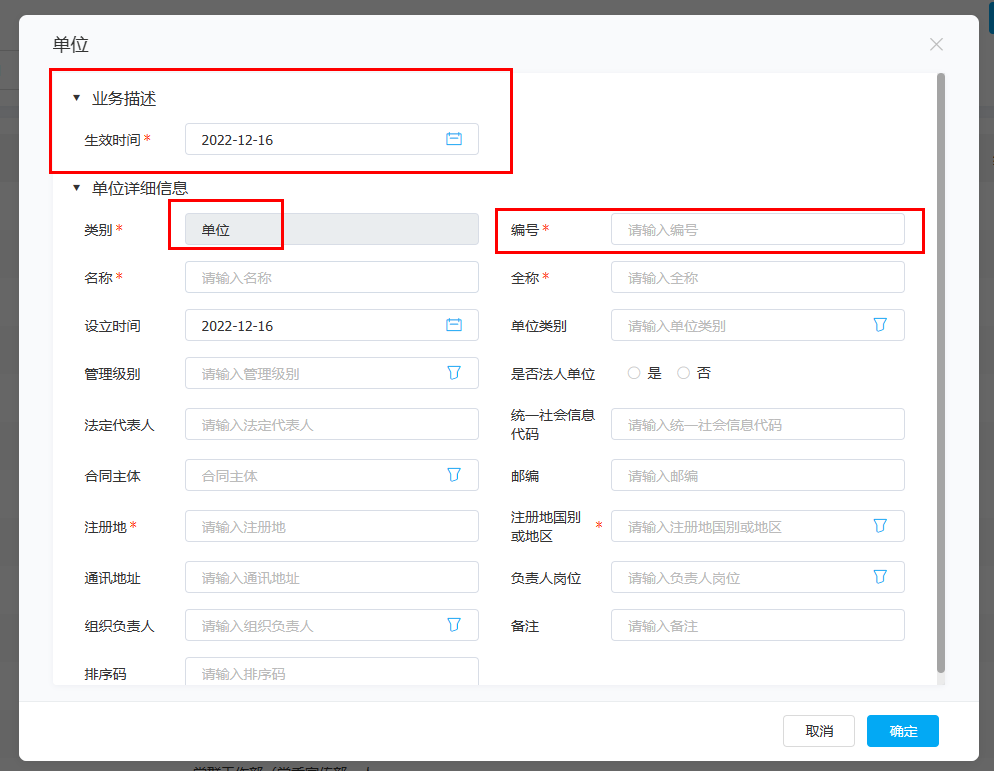 单位
业务描述
生效时间* 2022-12-16
单位详细信息
类别* 单位 编号* 请输入编号
名称* 请输入名称 全称* 请输入全称
设立时间 2022-12-16 单位类别 请输入单位类别
管理级别 请输入管理级别 是否法人单位 是 否
法定代表人 请输入法定代表人 统一社会信息代码 请输入统一社会信息代码
合同主体 合同主体 邮编 请输入邮编
注册地* 请输入注册地 注册地国别或地区* 请输入注册地国别或地区
通讯地址 请输入通讯地址 负责人岗位 请输入负责人岗位
组织负责人 请输入组织负责人 备注 请输入备注
排序码 请输入排序码
取消 确定